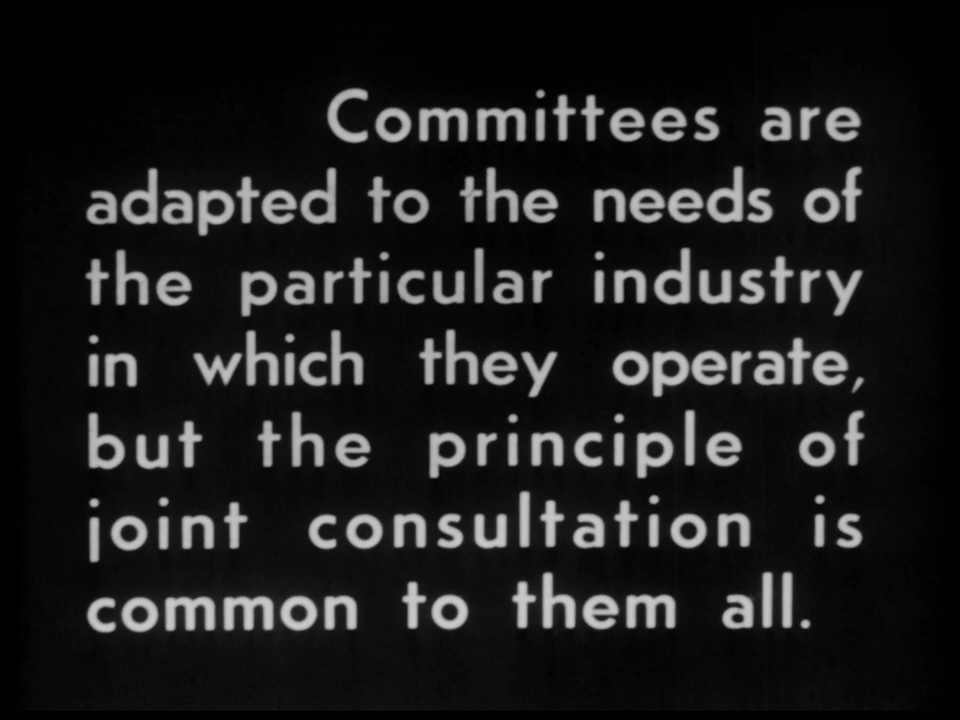 Committees are
adapted to the needs of
the particular industry
in which they operate,
but the principle of
joint consultation is
common to them all.